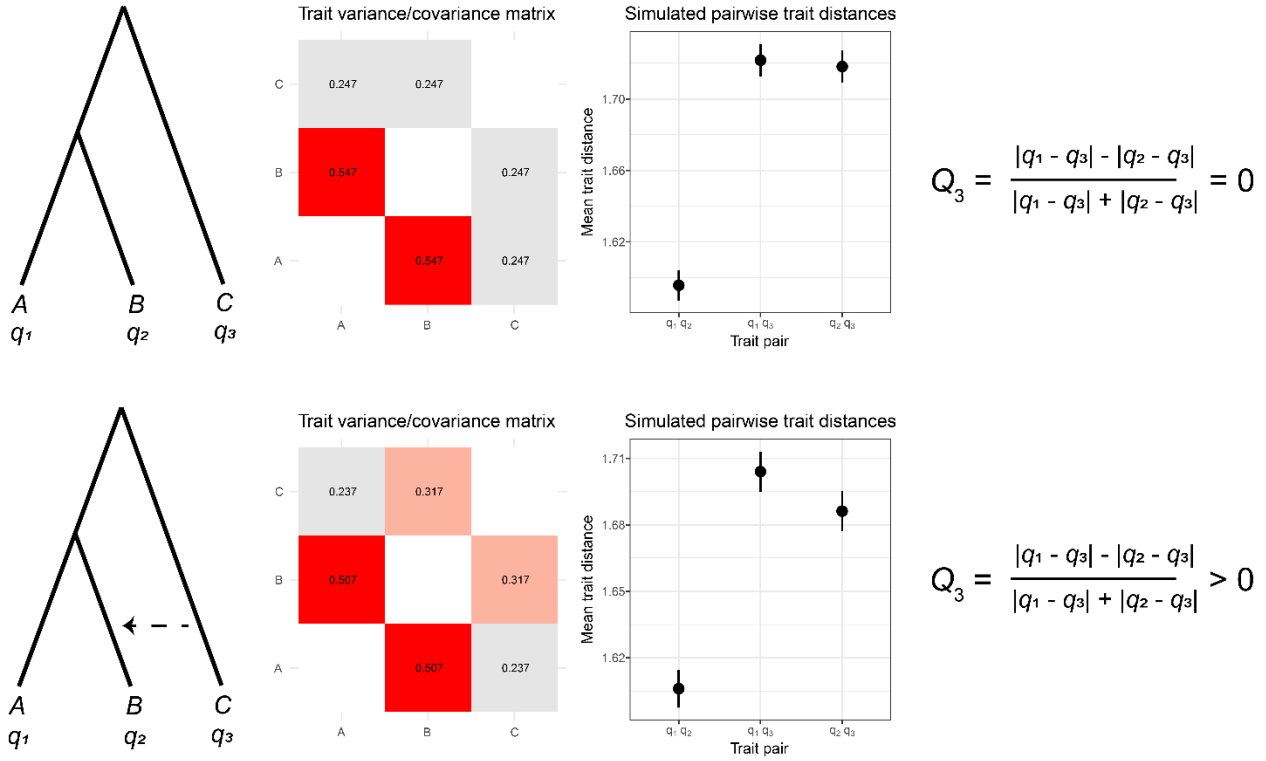 Trait variance/covariance matrix
Simulated pairwise trait distances
C
B
A
0.247
0.247
0.547
0.247
0.547
0.247
A
B
C
Mean trait distance
1.70
1.66
1.62
q₁ q₂
q₁ q₃
q₂ q₃
Trait pair
A
B
C
q₁
q₂
q₃
Q₃ = |q₁ - q₃| - |q₂ - q₃| / |q₁ - q₃| + |q₂ - q₃| = 0
Trait variance/covariance matrix
Simulated pairwise trait distances
C
B
A
0.237
0.317
0.507
0.317
0.507
0.237
A
B
C
Mean trait distance
1.71
1.68
1.65
1.62
q₁ q₂
q₁ q₃
q₂ q₃
Trait pair
A
B
C
q₁
q₂
q₃
Q₃ = |q₁ - q₃| - |q₂ - q₃| / |q₁ - q₃| + |q₂ - q₃| > 0